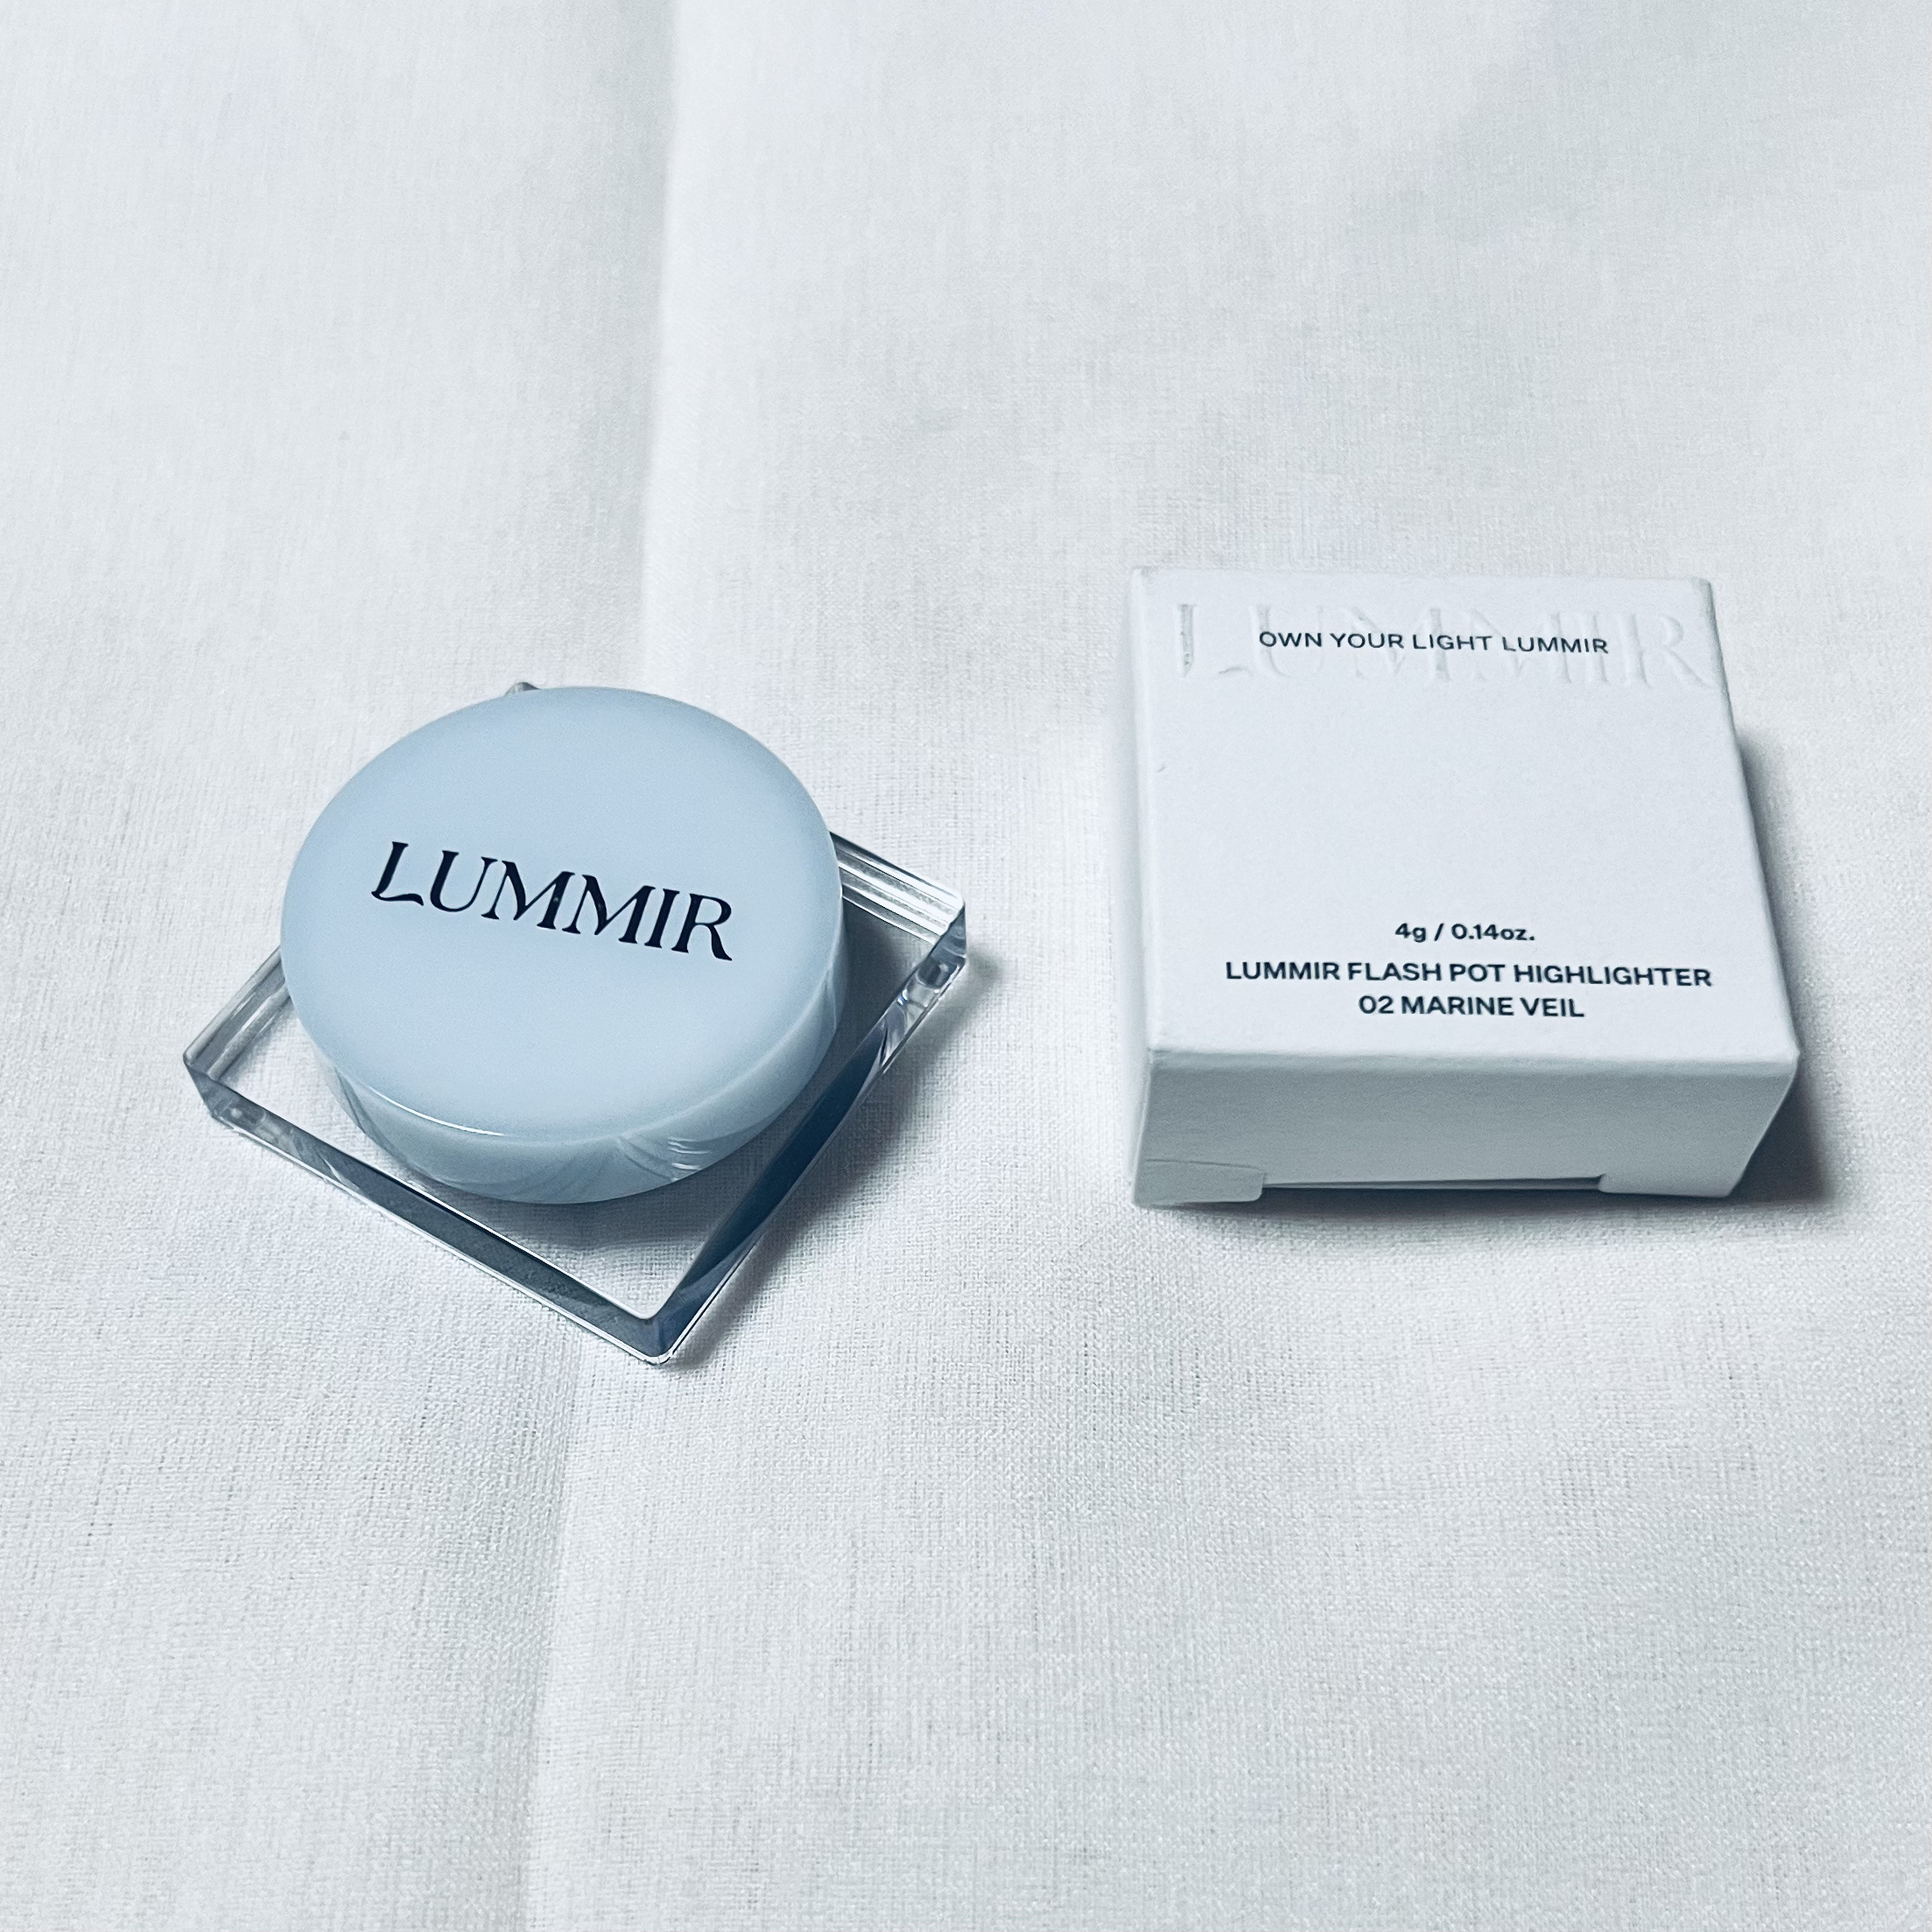 LUMMIR
LUMMIR
OWN YOUR LIGHT LUMMIR
4g / 0.14oz.
LUMMIR FLASH POT HIGHLIGHTER
02 MARINE VEIL